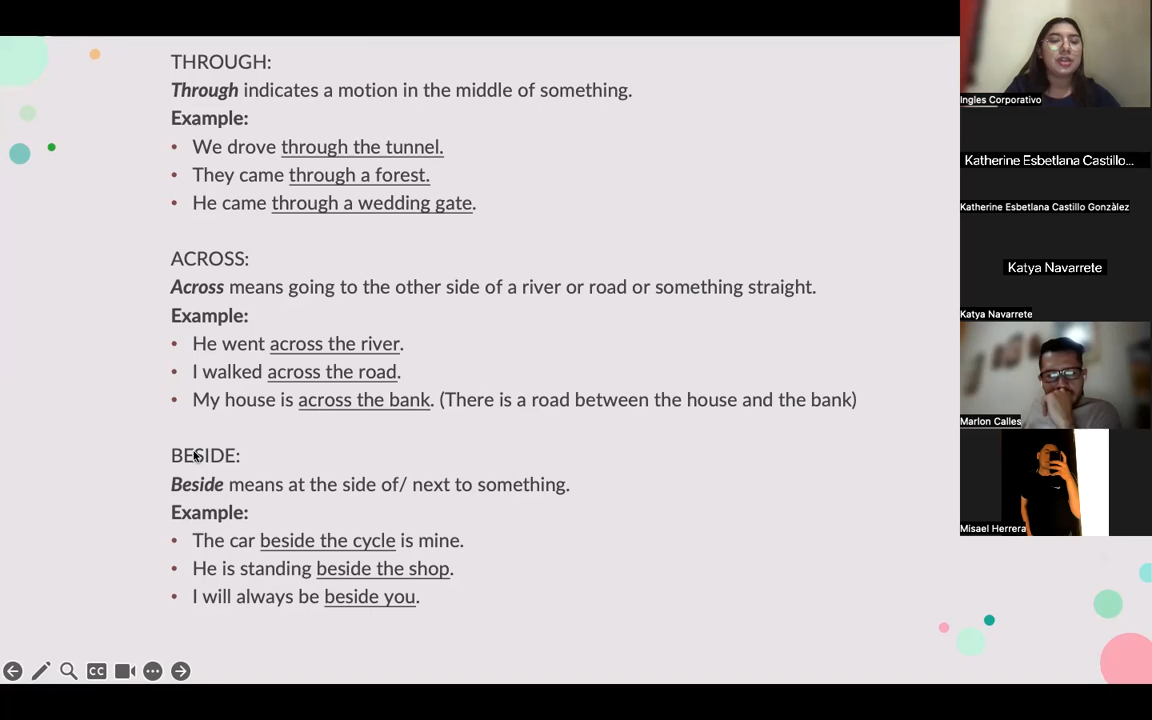 THROUGH:
Through indicates a motion in the middle of something.
Example:
• We drove through the tunnel.
• They came through a forest.
• He came through a wedding gate.
ACROSS:
Across means going to the other side of a river or road or something straight.
Example:
• He went across the river.
• I walked across the road.
• My house is across the bank. (There is a road between the house and the bank)
BESIDE:
Beside means at the side of/ next to something.
Example:
• The car beside the cycle is mine.
• He is standing beside the shop.
• I will always be beside you.
CC
Ingles Corporativo
Katherine Esbetlana Castillo...
Katherine Esbetlana Castillo Gonzàlez
Katya Navarrete
Katya Navarrete
Marlon Calles
Misael Herrera